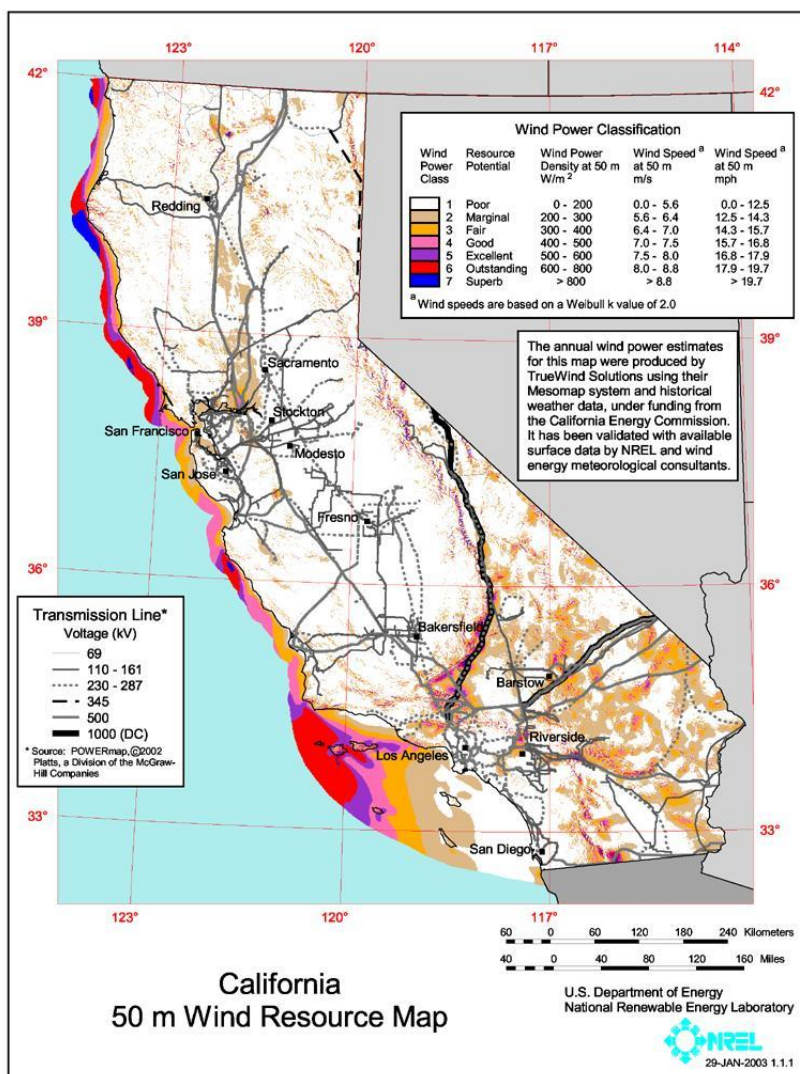 123° 120° 117° 114°
42° 42°
Wind Power Classification
Wind Power Class Resource Potential Wind Power Density at 50 m W/m 2 Wind Speed a at 50 m m/s Wind Speed a at 50 m mph
1 Poor 0 - 200 0.0 - 5.6 0.0 - 12.5
2 Marginal 200 - 300 5.6 - 6.4 12.5 - 14.3
3 Fair 300 - 400 6.4 - 7.0 14.3 - 15.7
4 Good 400 - 500 7.0 - 7.5 15.7 - 16.8
5 Excellent 500 - 600 7.5 - 8.0 16.8 - 17.9
6 Outstanding 600 - 800 8.0 - 8.8 17.9 - 19.7
7 Superb > 800 > 8.8 > 19.7
a Wind speeds are based on a Weibull k value of 2.0
Redding
39° 39°
The annual wind power estimates
for this map were produced by
TrueWind Solutions using their
Mesomap system and historical
weather data, under funding from
the California Energy Commission.
It has been validated with available
surface data by NREL and wind
energy meteorological consultants.
Sacramento
Stockton
San Francisco
Modesto
San Jose
Fresno
36° 36°
Transmission Line*
Voltage (kV)
69
110 - 161
230 - 287
345
500
1000 (DC)
* Source: POWERmap, ©2002
Platts, a Division of the McGraw-
Hill Companies
Bakersfield
Barstow
Riverside
Los Angeles
33° 33°
San Diego
123° 120° 117°
60 0 60 120 180 240 Kilometers
40 0 40 80 120 160 Miles
California
50 m Wind Resource Map
U.S. Department of Energy
National Renewable Energy Laboratory
NREL
29-JAN-2003 1.1.1